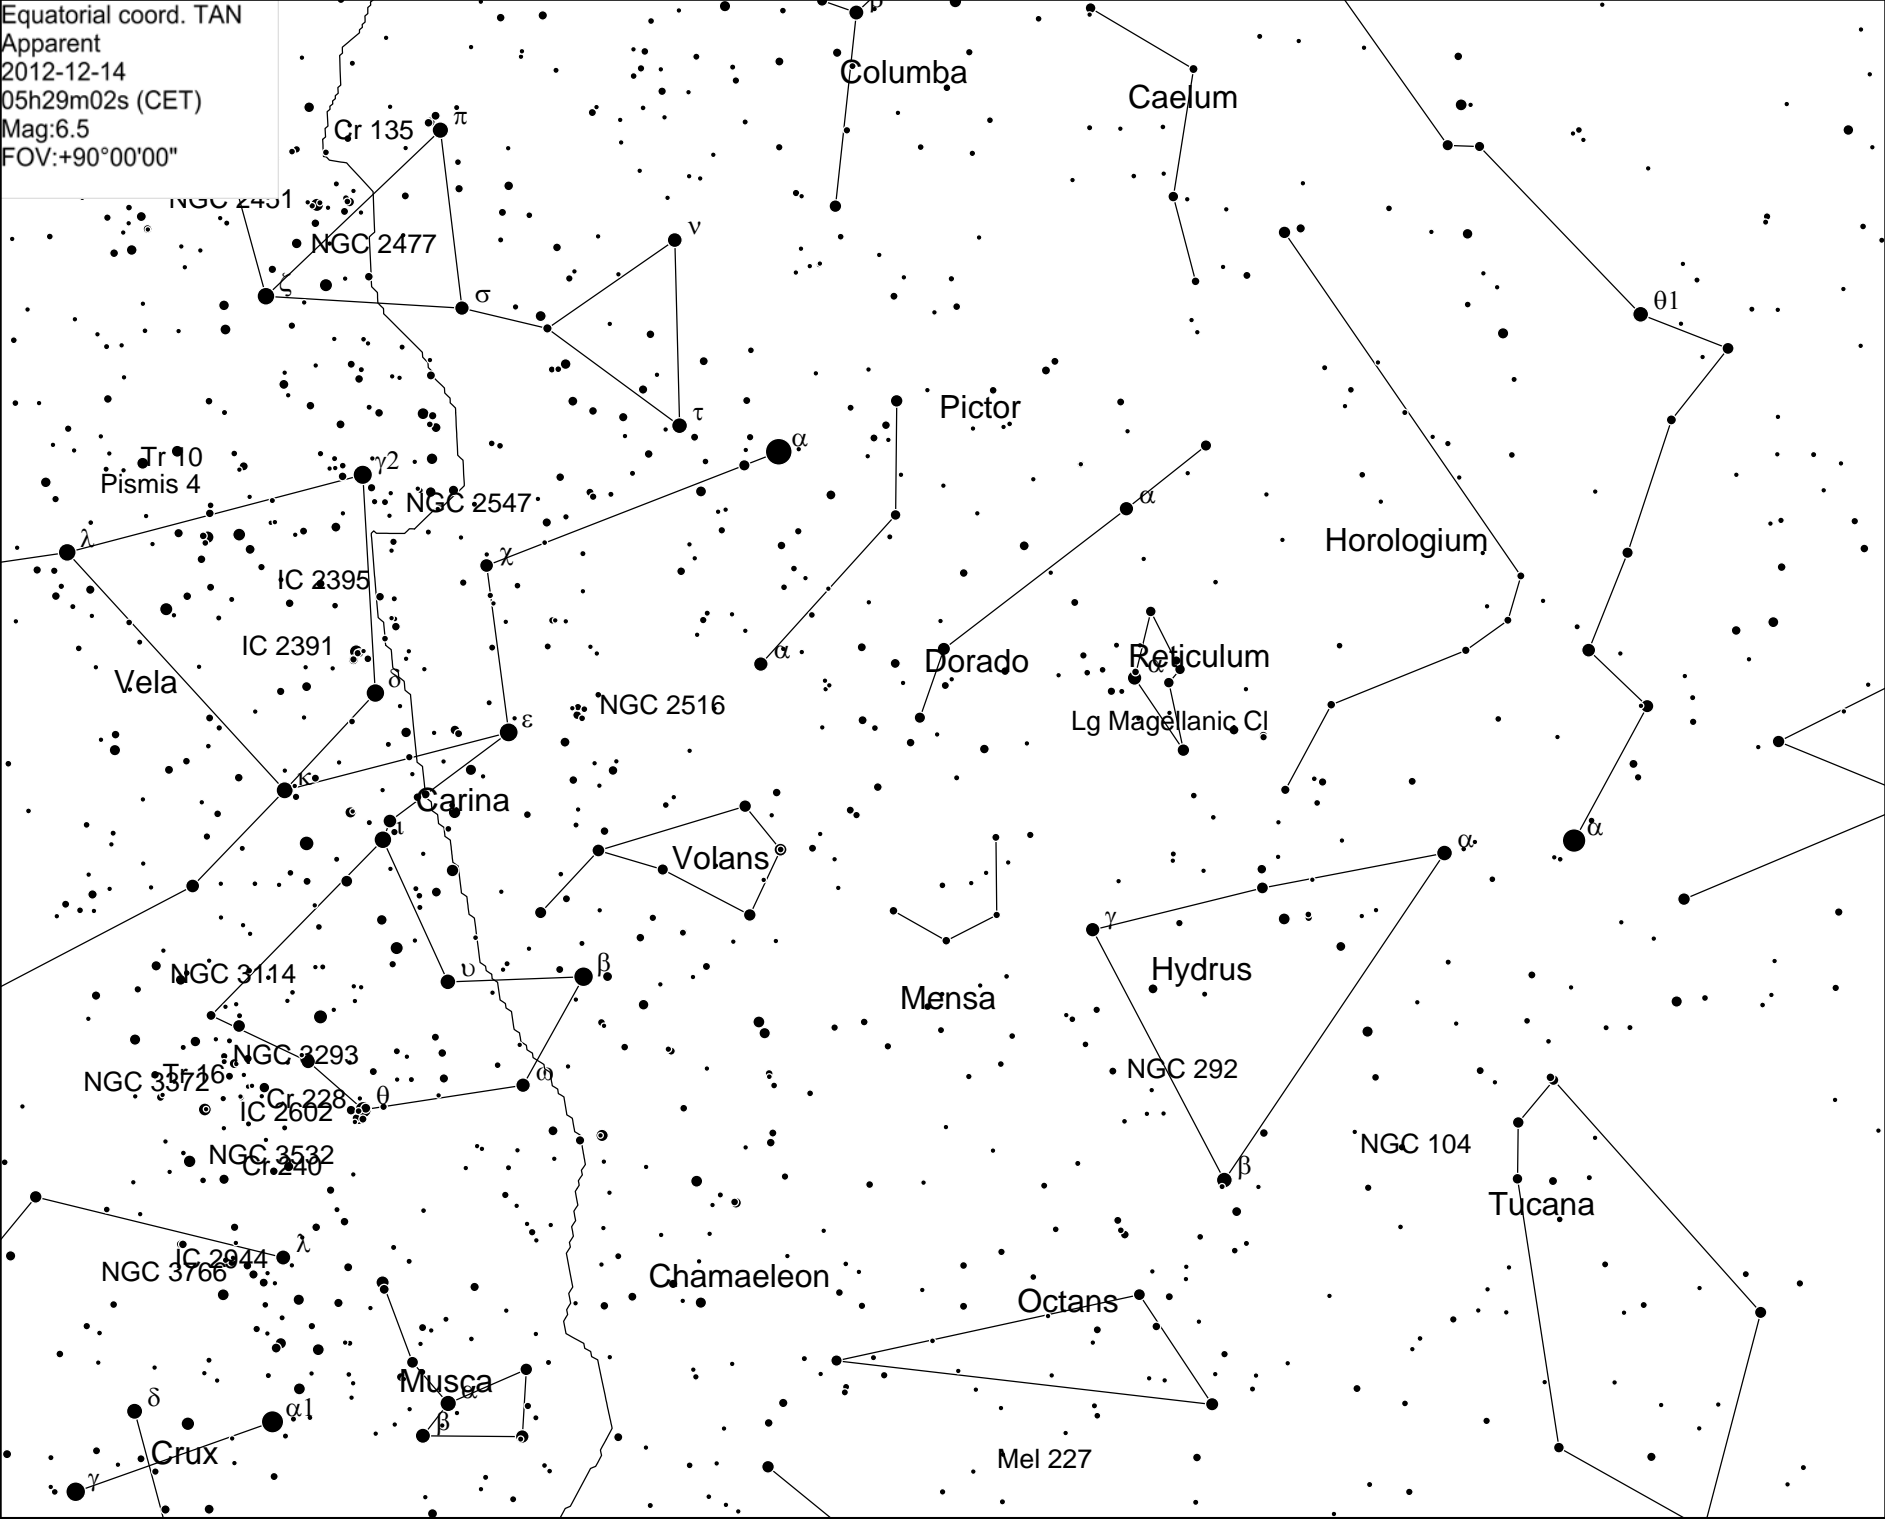 Equatorial coord. TAN
Apparent
2012-12-14
05h29m02s (CET)
Mag:6.5
FOV:+90°00'00"
β
Columba
Caelum
π
Cr 135
NGC 2451
ν
NGC 2477
ζ
σ
θ1
τ
Pictor
α
Tr 10
γ2
Pismis 4
NGC 2547
α
λ
χ
Horologium
IC 2395
IC 2391
α
Dorado
Reticulum
α
Vela
δ
NGC 2516
ε
Lg Magellanic Cl
κ
Carina
ι
α
α
Volans
γ
NGC 3114
υ
β
Hydrus
Mensa
NGC 3293
Tr 16
NGC 3372
ω
NGC 292
Cr 228
θ
IC 2602
NGC 3532
Cr 240
NGC 104
β
Tucana
λ
IC 2944
NGC 3766
Chamaeleon
Octans
Musca
α
δ
α1
β
Crux
γ
Mel 227